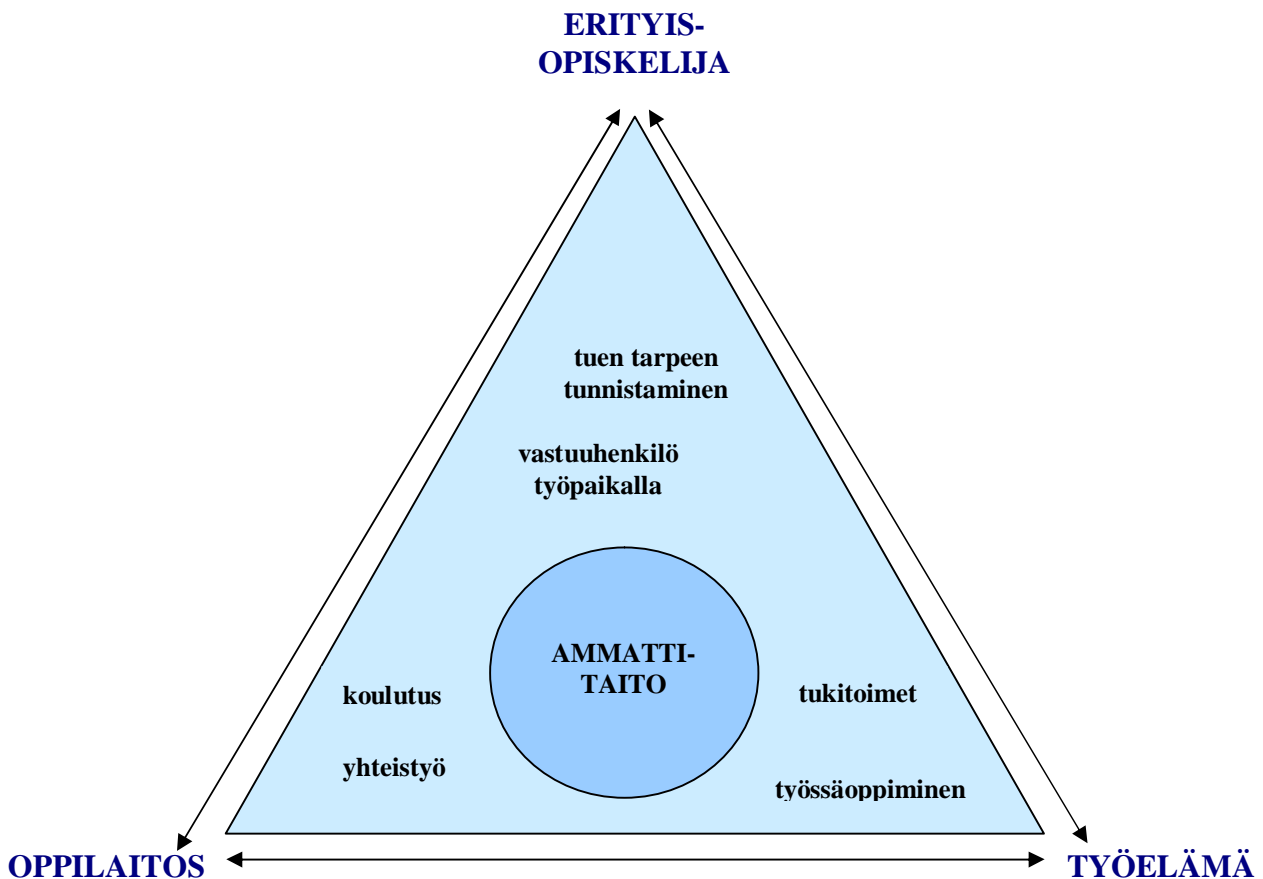 ERITYIS-
OPISKELIJA
tuen tarpeen
tunnistaminen
vastuuhenkilö
työpaikalla
AMMATTI-
TAITO
koulutus
tukitoimet
yhteistyö
työssäoppiminen
OPPILAITOS
TYÖELÄMÄ